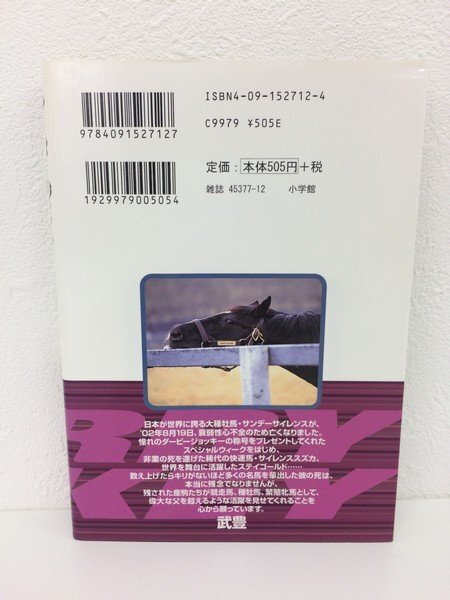 ISBN4-09-152712-4
9784091527127
C9979 ¥505E
定価：本体505円＋税
1929979005054
雑誌 45377-12 小学館
日本が世界に誇る大種牡馬・サンデーサイレンスが、
'02年8月19日、衰弱性心不全のため亡くなりました。
憧れのダービージョッキーの称号をプレゼントしてくれた
スペシャルウィークをはじめ、
非業の死を遂げた稀代の快速馬・サイレンススズカ、
世界を舞台に活躍したステイゴールド……
数え上げたらキリがないほど多くの名馬を輩出した彼の死は、
本当に残念でなりませんが、
残された産駒たちが競走馬、種牡馬、繁殖牝馬として、
偉大な父を超えるような活躍を見せてくれることを
心から願っています。
武豊